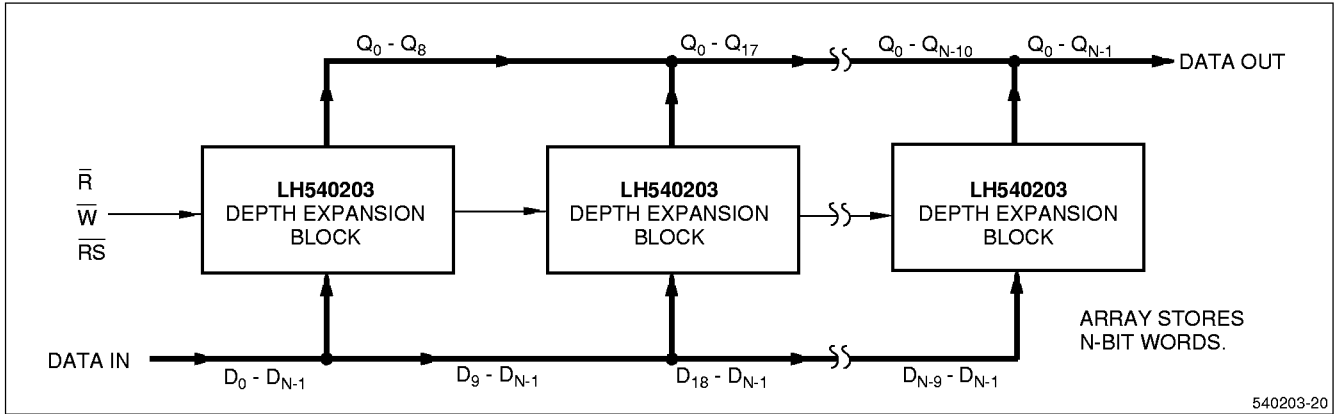 Q0 - Q8
Q0 - Q17
Q0 - QN-10
Q0 - QN-1
DATA OUT
R̅
W̅
R̅S̅
LH540203
DEPTH EXPANSION
BLOCK
LH540203
DEPTH EXPANSION
BLOCK
LH540203
DEPTH EXPANSION
BLOCK
ARRAY STORES
N-BIT WORDS.
DATA IN
D0 - DN-1
D9 - DN-1
D18 - DN-1
DN-9 - DN-1
540203-20